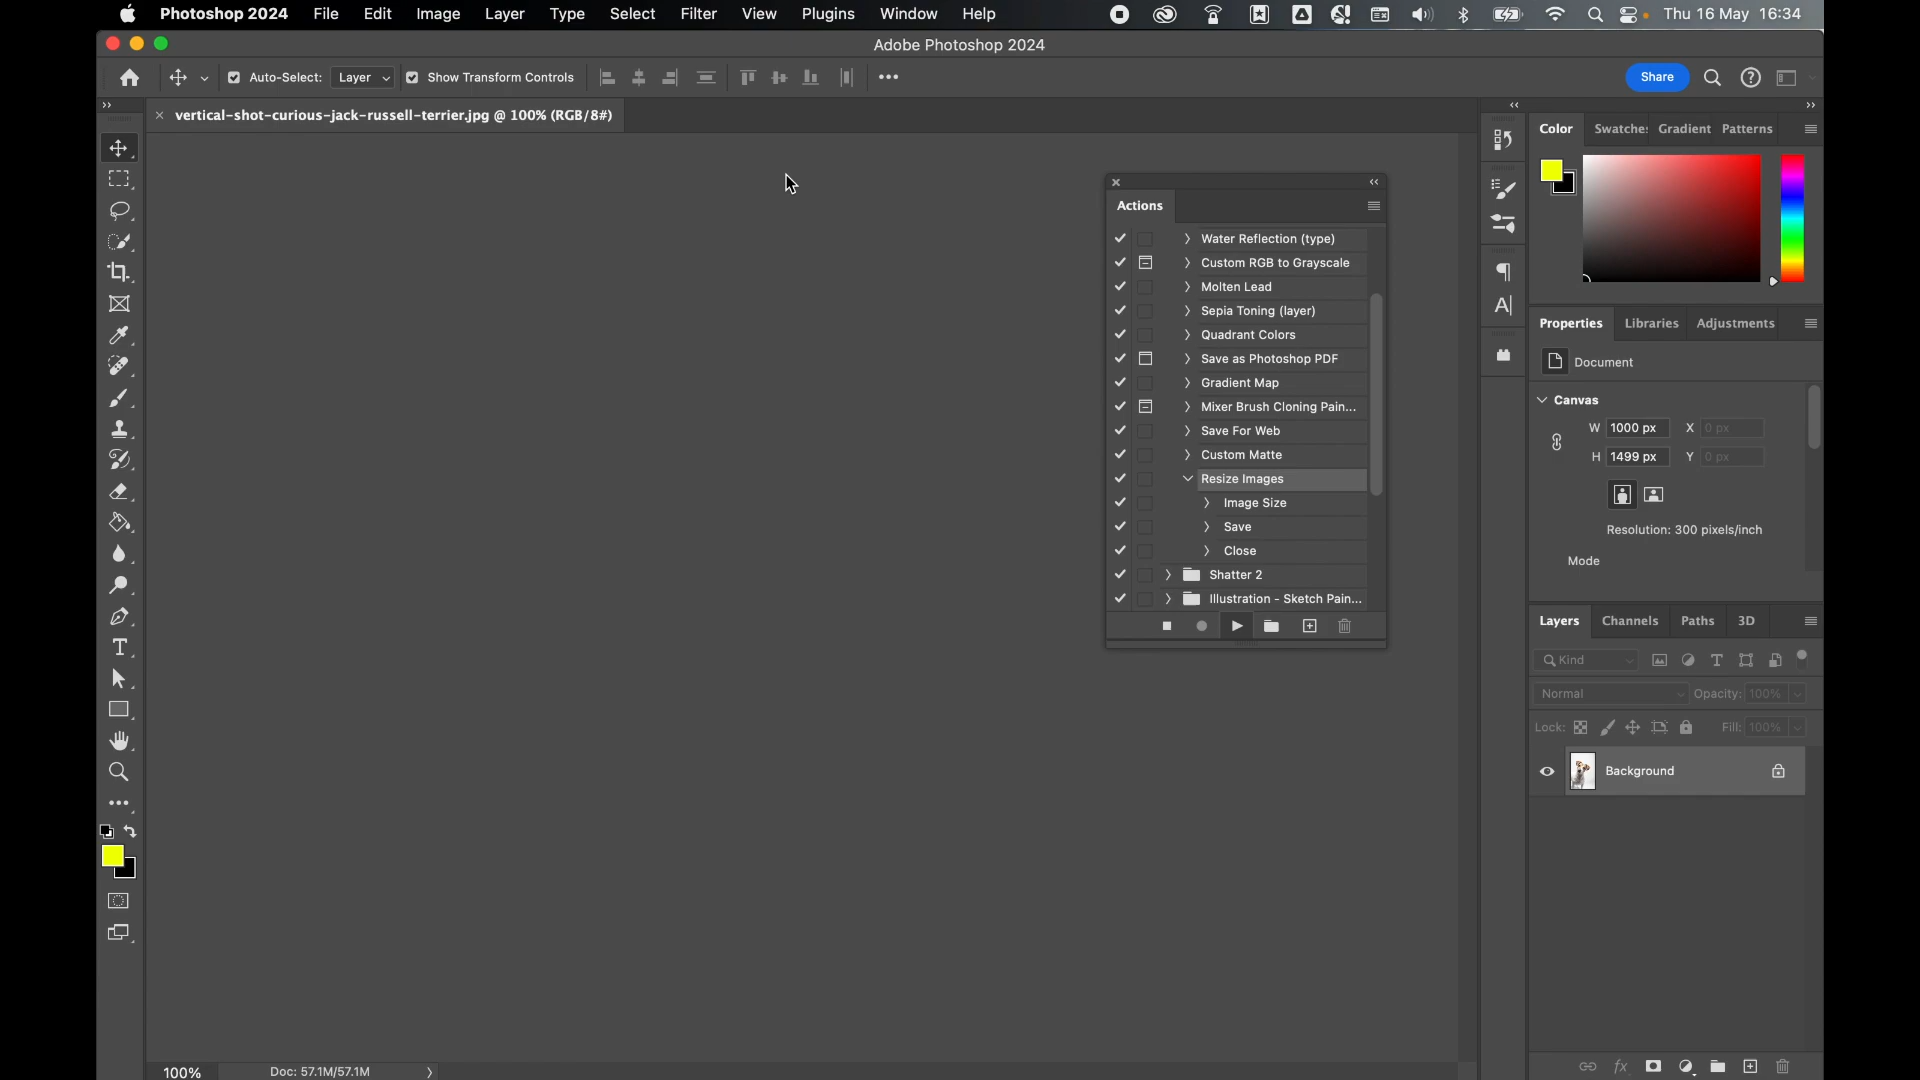 Photoshop 2024 File Edit Image Layer Type Select Filter View Plugins Window Help Thu 16 May 16:34
Adobe Photoshop 2024
Auto-Select: Layer Show Transform Controls Share
× vertical-shot-curious-jack-russell-terrier.jpg @ 100% (RGB/8#)
Actions
Water Reflection (type)
Custom RGB to Grayscale
Molten Lead
Sepia Toning (layer)
Quadrant Colors
Save as Photoshop PDF
Gradient Map
Mixer Brush Cloning Pain...
Save For Web
Custom Matte
Resize Images
Image Size
Save
Close
Shatter 2
Illustration - Sketch Pain...
Color Swatche: Gradient Patterns
Properties Libraries Adjustments
Document
Canvas
W 1000 px X 0 px
H 1499 px Y 0 px
Resolution: 300 pixels/inch
Mode
Layers Channels Paths 3D
Kind
Normal Opacity: 100%
Lock: Fill: 100%
Background
fx
100% Doc: 57.1M/57.1M